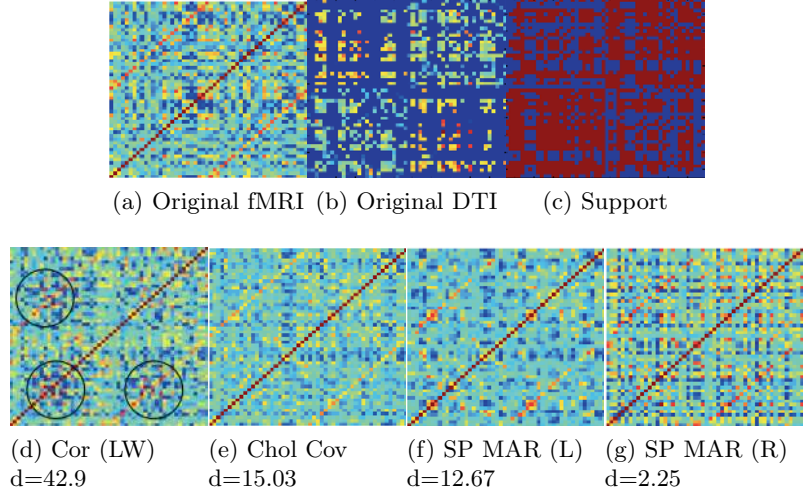 (a) Original fMRI (b) Original DTI (c) Support
(d) Cor (LW) (e) Chol Cov (f) SP MAR (L) (g) SP MAR (R)
d=42.9 d=15.03 d=12.67 d=2.25